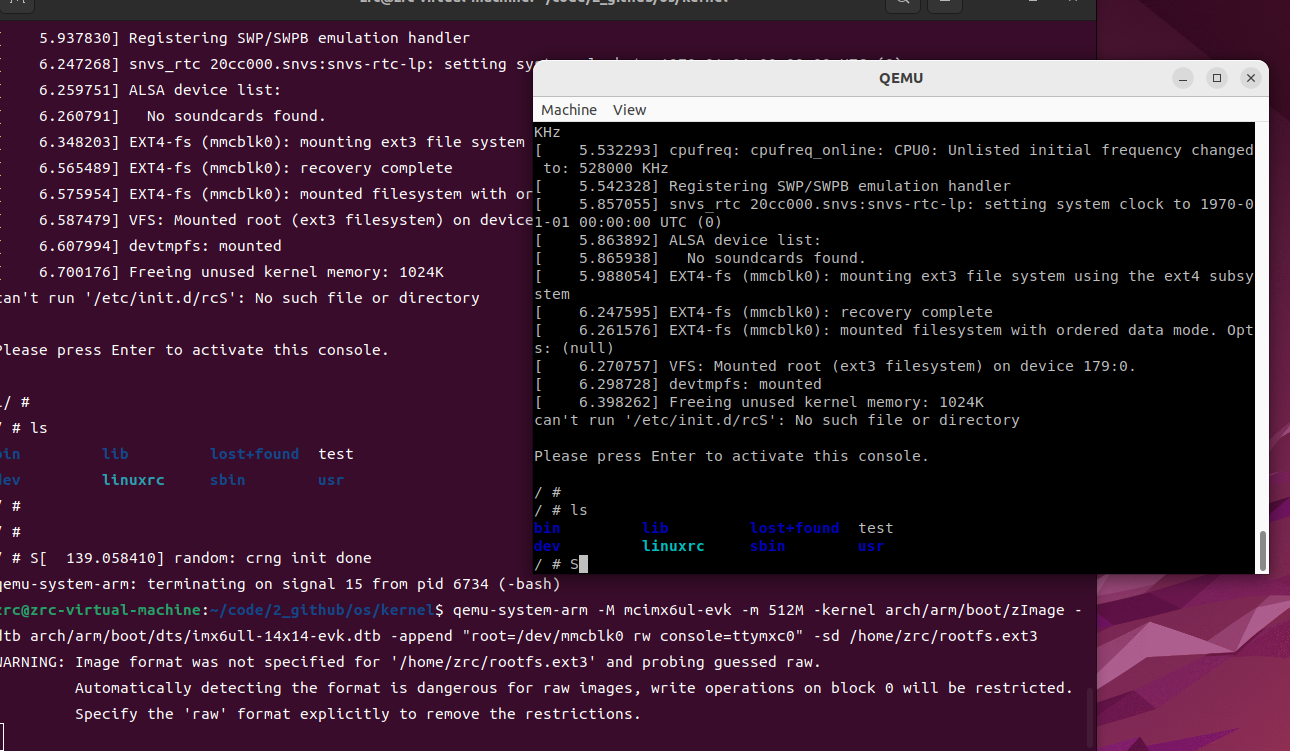 zrc@zrc-virtual-machine: ~/code/2_github/os/kernel
[    5.937830] Registering SWP/SWPB emulation handler
[    6.247268] snvs_rtc 20cc000.snvs:snvs-rtc-lp: setting
[    6.259751] ALSA device list:
[    6.260791]   No soundcards found.
[    6.348203] EXT4-fs (mmcblk0): mounting ext3 file system
[    6.565489] EXT4-fs (mmcblk0): recovery complete
[    6.575954] EXT4-fs (mmcblk0): mounted filesystem with or
[    6.587479] VFS: Mounted root (ext3 filesystem) on device
[    6.607994] devtmpfs: mounted
[    6.700176] Freeing unused kernel memory: 1024K
can't run '/etc/init.d/rcS': No such file or directory
Please press Enter to activate this console.
/ #
/ # ls
bin         lib         lost+found  test
dev         linuxrc     sbin        usr
/ #
/ #
/ # S[  139.058410] random: crng init done
qemu-system-arm: terminating on signal 15 from pid 6734 (-bash)
zrc@zrc-virtual-machine:~/code/2_github/os/kernel$ qemu-system-arm -M mcimx6ul-evk -m 512M -kernel arch/arm/boot/zImage -
dtb arch/arm/boot/dts/imx6ull-14x14-evk.dtb -append "root=/dev/mmcblk0 rw console=ttymxc0" -sd /home/zrc/rootfs.ext3
WARNING: Image format was not specified for '/home/zrc/rootfs.ext3' and probing guessed raw.
         Automatically detecting the format is dangerous for raw images, write operations on block 0 will be restricted.
         Specify the 'raw' format explicitly to remove the restrictions.
QEMU
Machine View
KHz
[    5.532293] cpufreq: cpufreq_online: CPU0: Unlisted initial frequency changed
 to: 528000 KHz
[    5.542328] Registering SWP/SWPB emulation handler
[    5.857055] snvs_rtc 20cc000.snvs:snvs-rtc-lp: setting system clock to 1970-0
1-01 00:00:00 UTC (0)
[    5.863892] ALSA device list:
[    5.865938]   No soundcards found.
[    5.988054] EXT4-fs (mmcblk0): mounting ext3 file system using the ext4 subsy
stem
[    6.247595] EXT4-fs (mmcblk0): recovery complete
[    6.261576] EXT4-fs (mmcblk0): mounted filesystem with ordered data mode. Opt
s: (null)
[    6.270757] VFS: Mounted root (ext3 filesystem) on device 179:0.
[    6.298728] devtmpfs: mounted
[    6.398262] Freeing unused kernel memory: 1024K
can't run '/etc/init.d/rcS': No such file or directory
Please press Enter to activate this console.
/ #
/ # ls
bin         lib         lost+found  test
dev         linuxrc     sbin        usr
/ # S